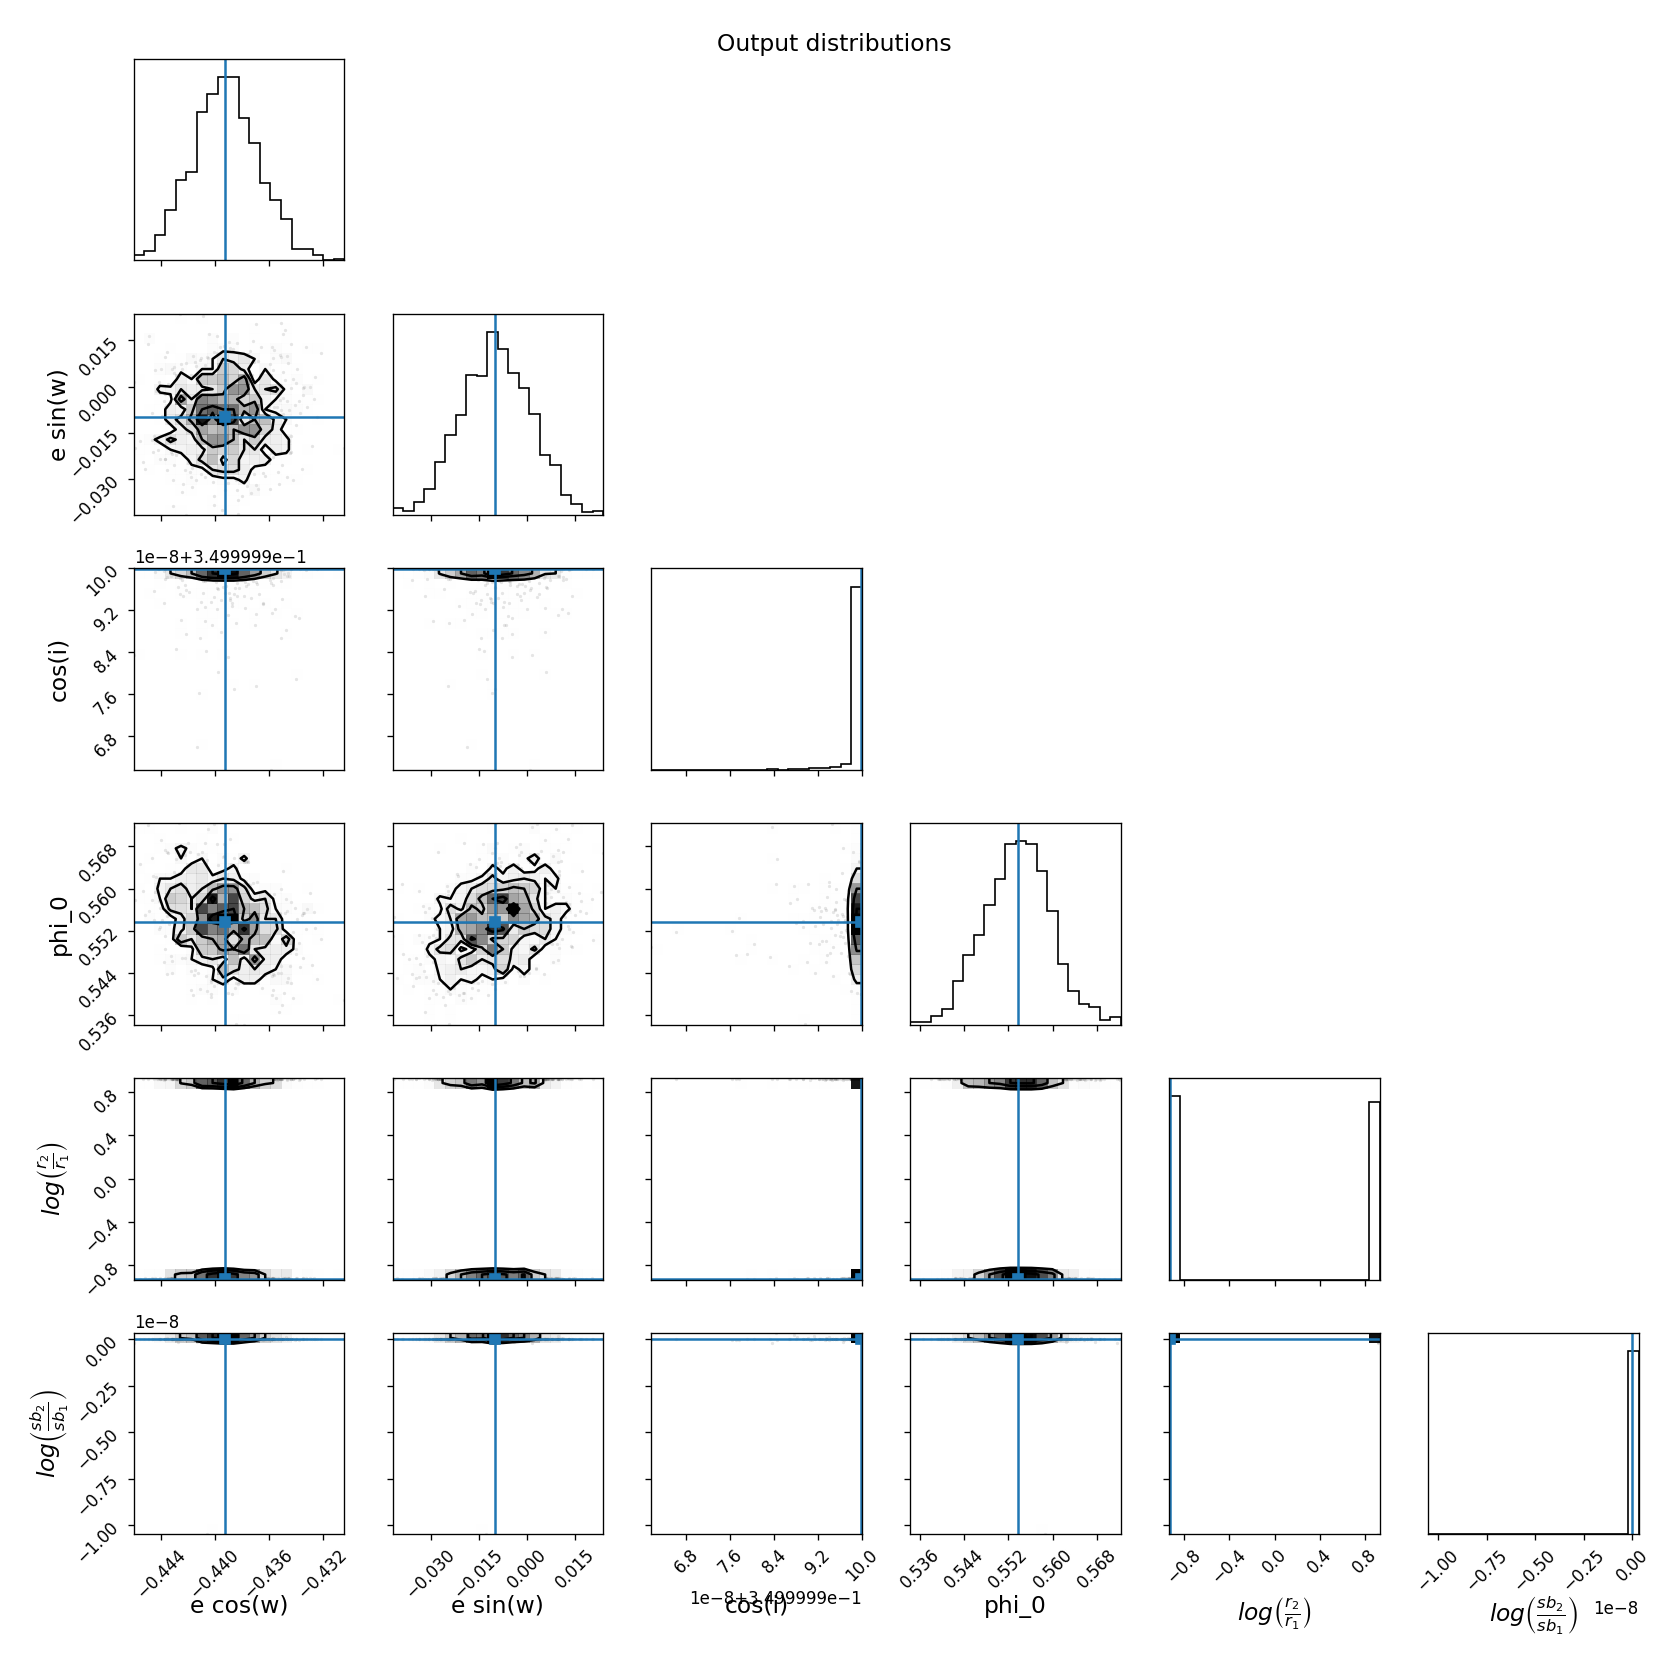 Output distributions
0.015
0.000
−0.015
−0.030
e sin(w)
1e−8+3.499999e−1
10.0
9.2
8.4
7.6
6.8
cos(i)
0.568
0.560
0.552
0.544
0.536
phi_0
0.8
0.4
0.0
−0.4
−0.8
log(r2/r1)
1e−8
0.00
−0.25
−0.50
−0.75
−1.00
log(sb2/sb1)
−0.444 −0.440 −0.436 −0.432 −0.030 −0.015 0.000 0.015 6.8 7.6 8.4 9.2 10.0 0.536 0.544 0.552 0.560 0.568 −0.8 −0.4 0.0 0.4 0.8 −1.00 −0.75 −0.50 −0.25 0.00
1e−8+3.499999e−1 1e−8
e cos(w) e sin(w) cos(i) phi_0 log(r2/r1) log(sb2/sb1)